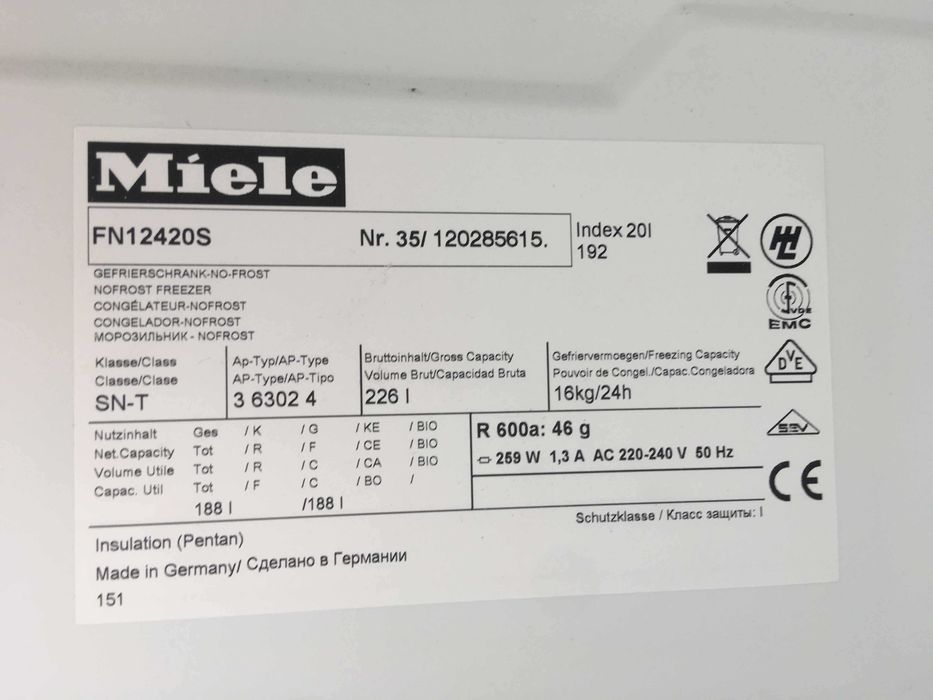 Miele
FN12420S Nr. 35/ 120285615. Index 20I
192
GEFRIERSCHRANK-NO-FROST
NOFROST FREEZER
CONGÉLATEUR-NOFROST
CONGELADOR-NOFROST
МОРОЗИЛЬНИК - NOFROST
Klasse/Class Ap-Typ/AP-Type Bruttoinhalt/Gross Capacity Gefriervermoegen/Freezing Capacity
Classe/Clase AP-Type/AP-Tipo Volume Brut/Capacidad Bruta Pouvoir de Congel./Capac.Congeladora
SN-T 3 6302 4 226 l 16kg/24h
Nutzinhalt Ges / K / G / KE / BIO
Net.Capacity Tot / R / F / CE / BIO
Volume Utile Tot / R / C / CA / BIO
Capac. Util Tot / F / C / BO /
188 l /188 l
R 600a: 46 g
259 W 1,3 A AC 220-240 V 50 Hz
Schutzklasse / Класс защиты: I
Insulation (Pentan)
Made in Germany/ Сделано в Германии
151
VDE
EMC
DVE
SEV
CE